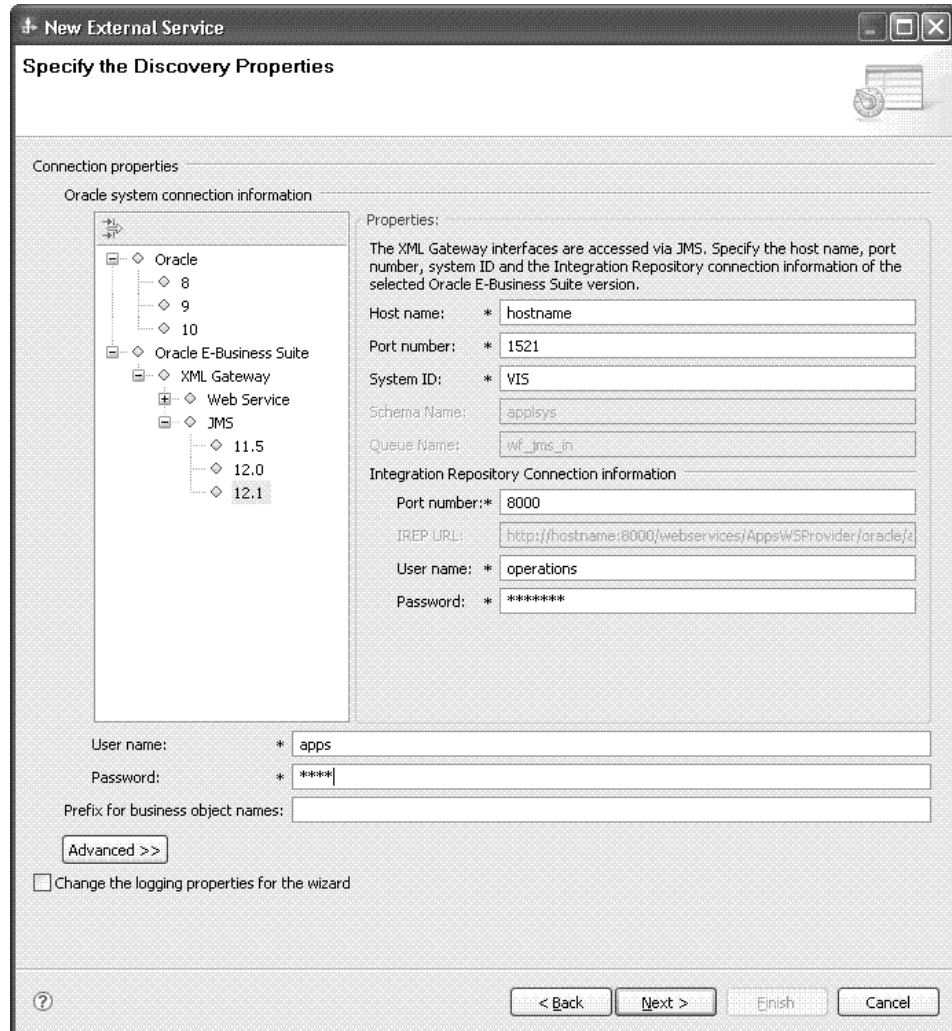 New External Service
Specify the Discovery Properties
Connection properties
Oracle system connection information
Oracle
8
9
10
Oracle E-Business Suite
XML Gateway
Web Service
JMS
11.5
12.0
12.1
Properties:
The XML Gateway interfaces are accessed via JMS. Specify the host name, port
number, system ID and the Integration Repository connection information of the
selected Oracle E-Business Suite version.
Host name: * hostname
Port number: * 1521
System ID: * VIS
Schema Name: applsys
Queue Name: wf_jms_in
Integration Repository Connection information
Port number:* 8000
IREP URL: http://hostname:8000/webservices/AppsWSProvider/oracle/a
User name: * operations
Password: * *******
User name: * apps
Password: * ****
Prefix for business object names:
Advanced >>
Change the logging properties for the wizard
?
< Back Next > Finish Cancel